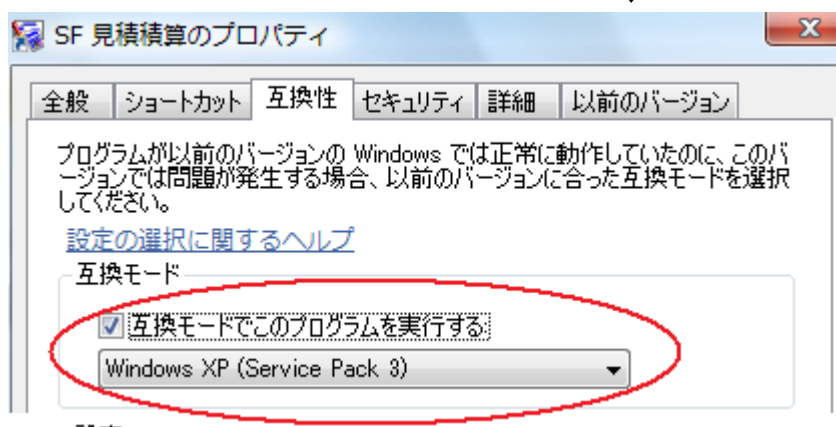 SF 見積積算のプロパティ
全般 ショートカット 互換性 セキュリティ 詳細 以前のバージョン
プログラムが以前のバージョンの Windows では正常に動作していたのに、このバ
ージョンでは問題が発生する場合、以前のバージョンに合った互換モードを選択
してください。
設定の選択に関するヘルプ
互換モード
互換モードでこのプログラムを実行する:
Windows XP (Service Pack 3)